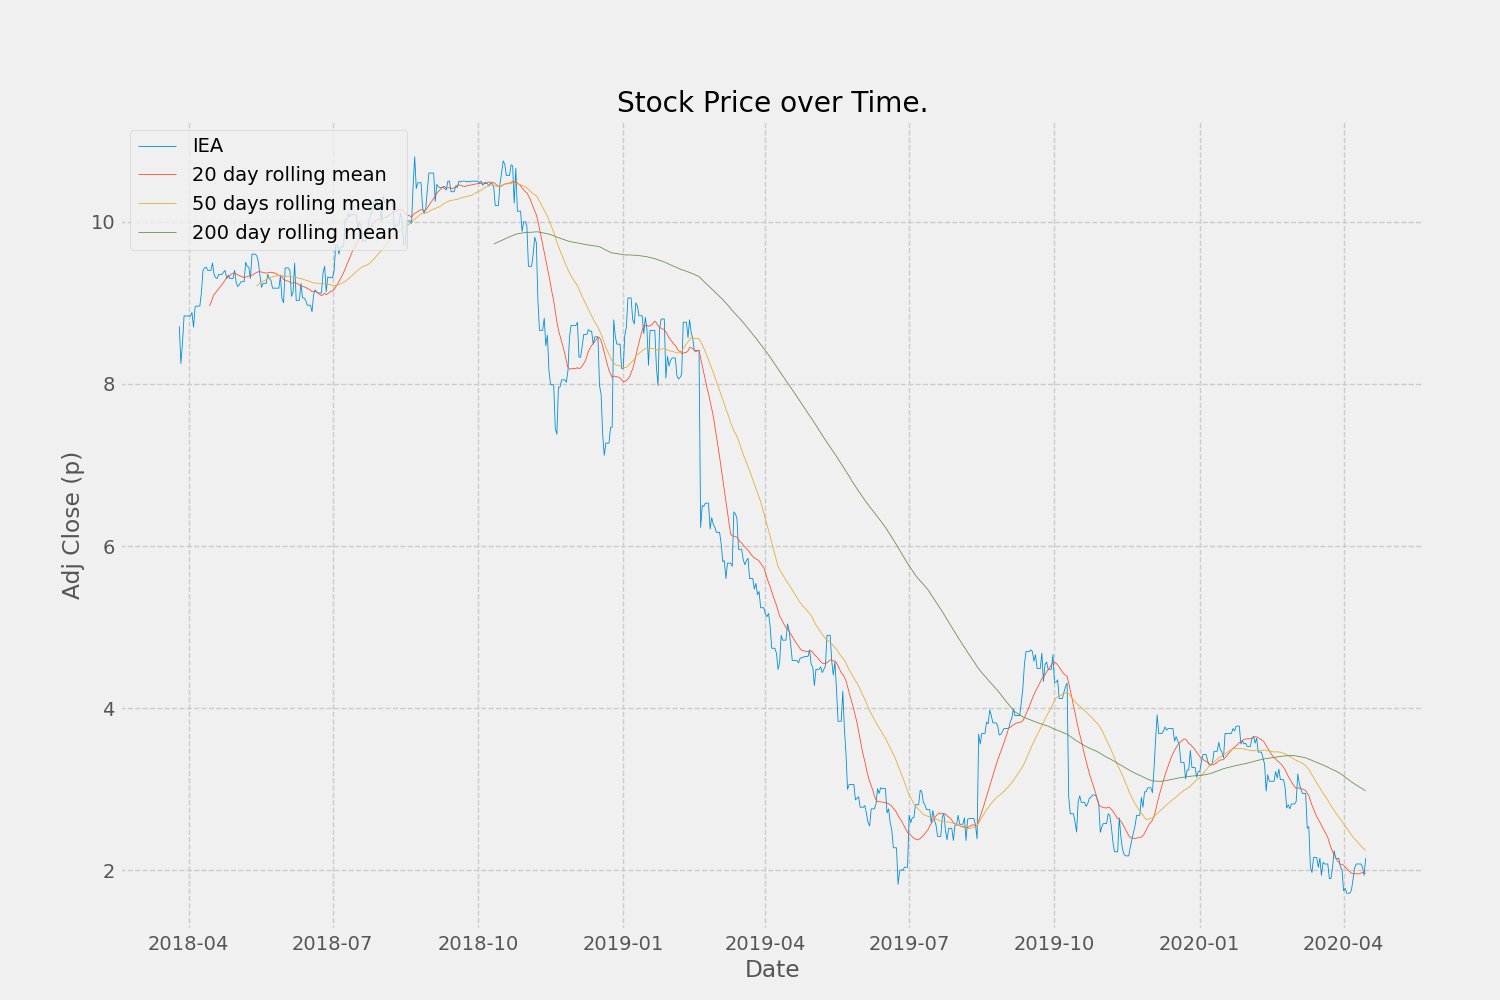 Stock Price over Time.
IEA
20 day rolling mean
50 days rolling mean
200 day rolling mean
Adj Close (p)
10
8
6
4
2
2018-04 2018-07 2018-10 2019-01 2019-04 2019-07 2019-10 2020-01 2020-04
Date